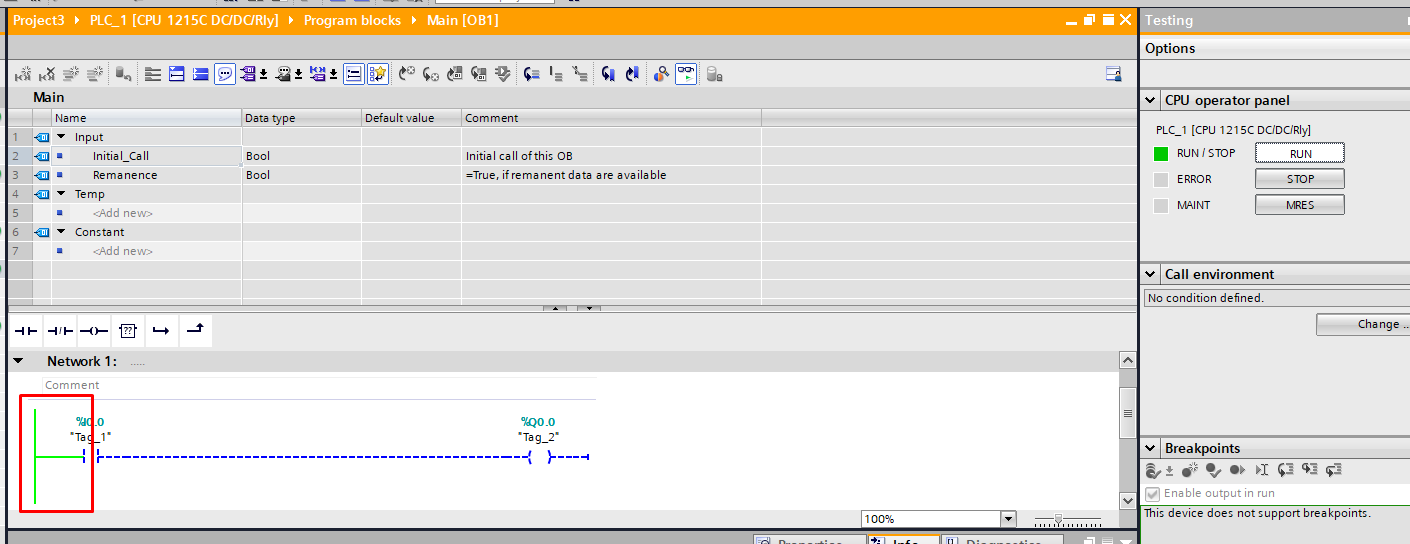 Project3 ▸ PLC_1 [CPU 1215C DC/DC/Rly] ▸ Program blocks ▸ Main [OB1]
Testing
Options
Main
Name Data type Default value Comment
1 Input
2 Initial_Call Bool Initial call of this OB
3 Remanence Bool =True, if remanent data are available
4 Temp
5 <Add new>
6 Constant
7 <Add new>
??
Network 1: .....
Comment
%I0.0 %Q0.0
"Tag_1" "Tag_2"
100%
Properties Info Diagnostics
CPU operator panel
PLC_1 [CPU 1215C DC/DC/Rly]
RUN / STOP RUN
ERROR STOP
MAINT MRES
Call environment
No condition defined.
Change ..
Breakpoints
Enable output in run
This device does not support breakpoints.